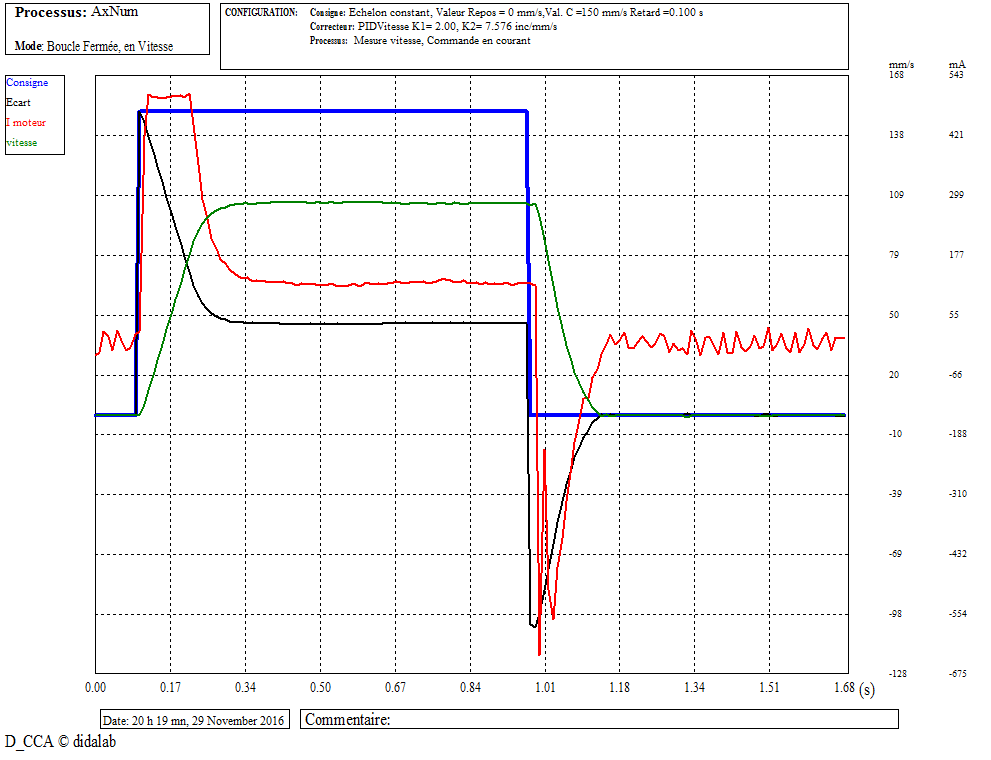 Processus: AxNum
Mode: Boucle Fermée, en Vitesse
CONFIGURATION: Consigne: Echelon constant, Valeur Repos = 0 mm/s,Val. C =150 mm/s Retard =0.100 s
Correcteur: PIDVitesse K1= 2.00, K2= 7.576 inc/mm/s
Processus: Mesure vitesse, Commande en courant
Consigne
Ecart
I moteur
vitesse
mm/s mA
168 543
138 421
109 299
79 177
50 55
20 -66
-10 -188
-39 -310
-69 -432
-98 -554
-128 -675
0.00 0.17 0.34 0.50 0.67 0.84 1.01 1.18 1.34 1.51 1.68 (s)
Date: 20 h 19 mn, 29 November 2016
Commentaire:
D_CCA © didalab